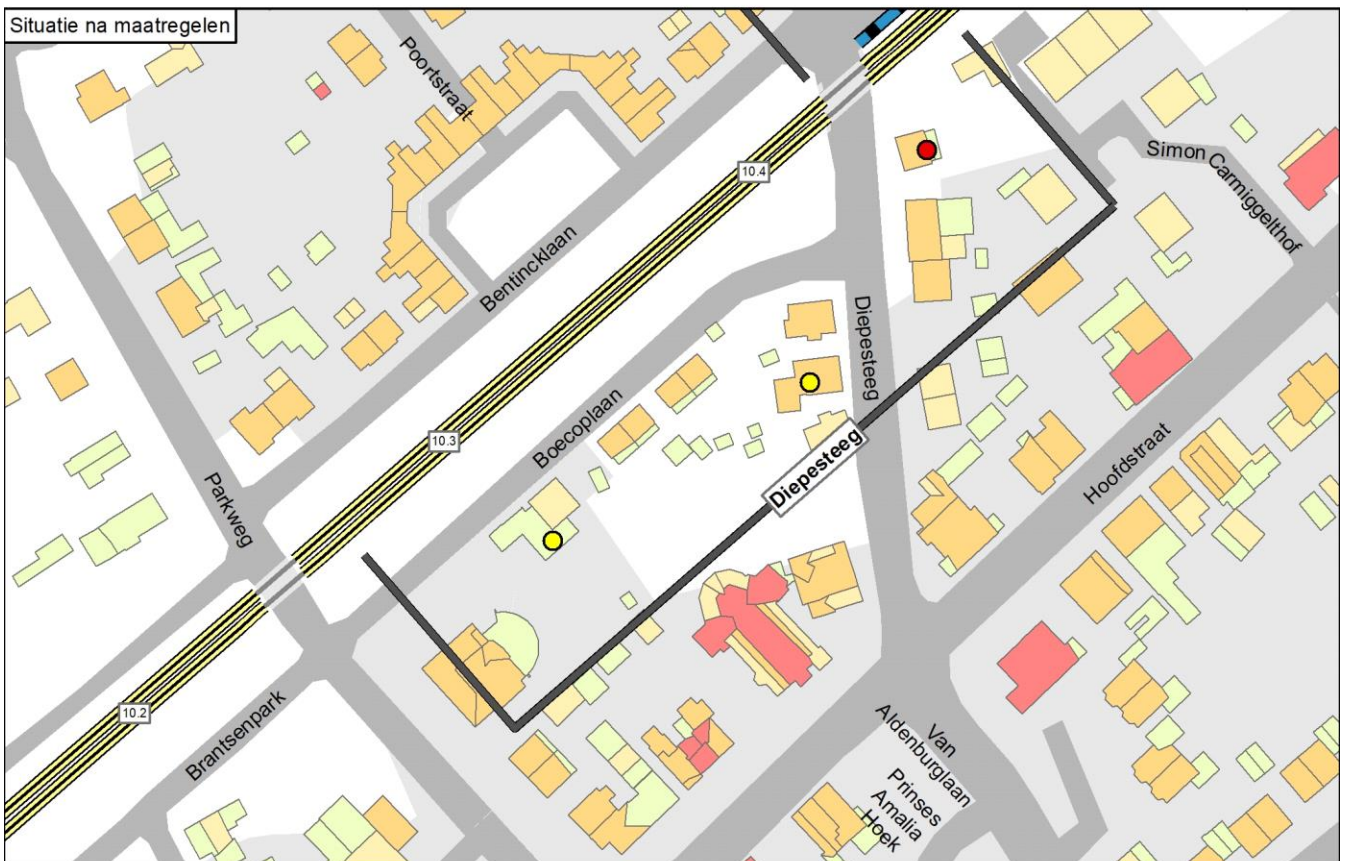 Situatie na maatregelen
Poortstraat
10.4
Simon Carmiggelthof
Bentincklaan
Diepesteeg
Boecoplaan
10.3
Diepesteeg
Hoofdstraat
Parkweg
10.2
Brantsenpark
Van
Aldenburglaan
Prinses
Amalia
Hoek